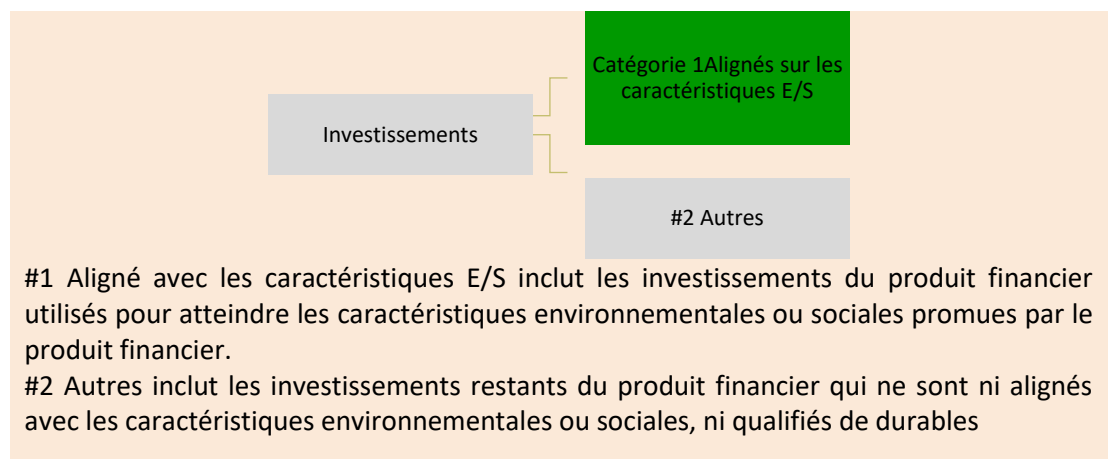 Catégorie 1Alignés sur les
caractéristiques E/S
Investissements
#2 Autres
#1 Aligné avec les caractéristiques E/S inclut les investissements du produit financier
utilisés pour atteindre les caractéristiques environnementales ou sociales promues par le
produit financier.
#2 Autres inclut les investissements restants du produit financier qui ne sont ni alignés
avec les caractéristiques environnementales ou sociales, ni qualifiés de durables